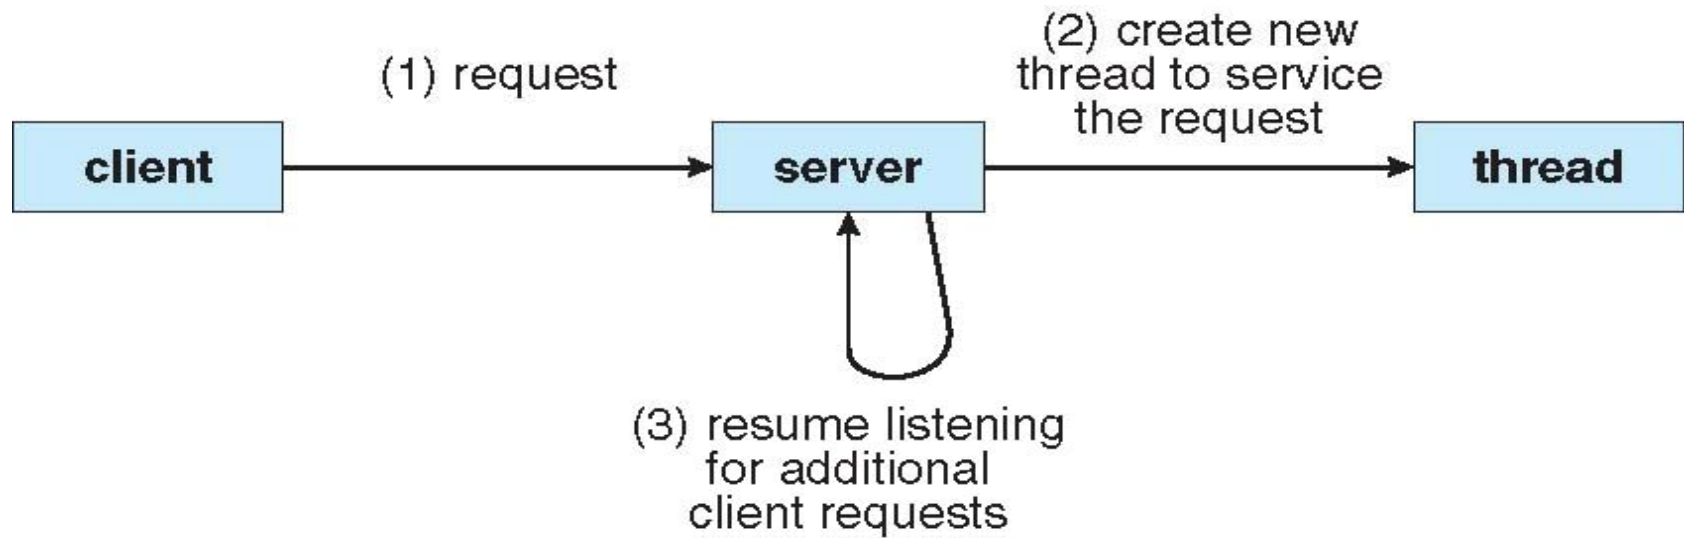 (1) request
(2) create new
thread to service
the request
client
server
thread
(3) resume listening
for additional
client requests